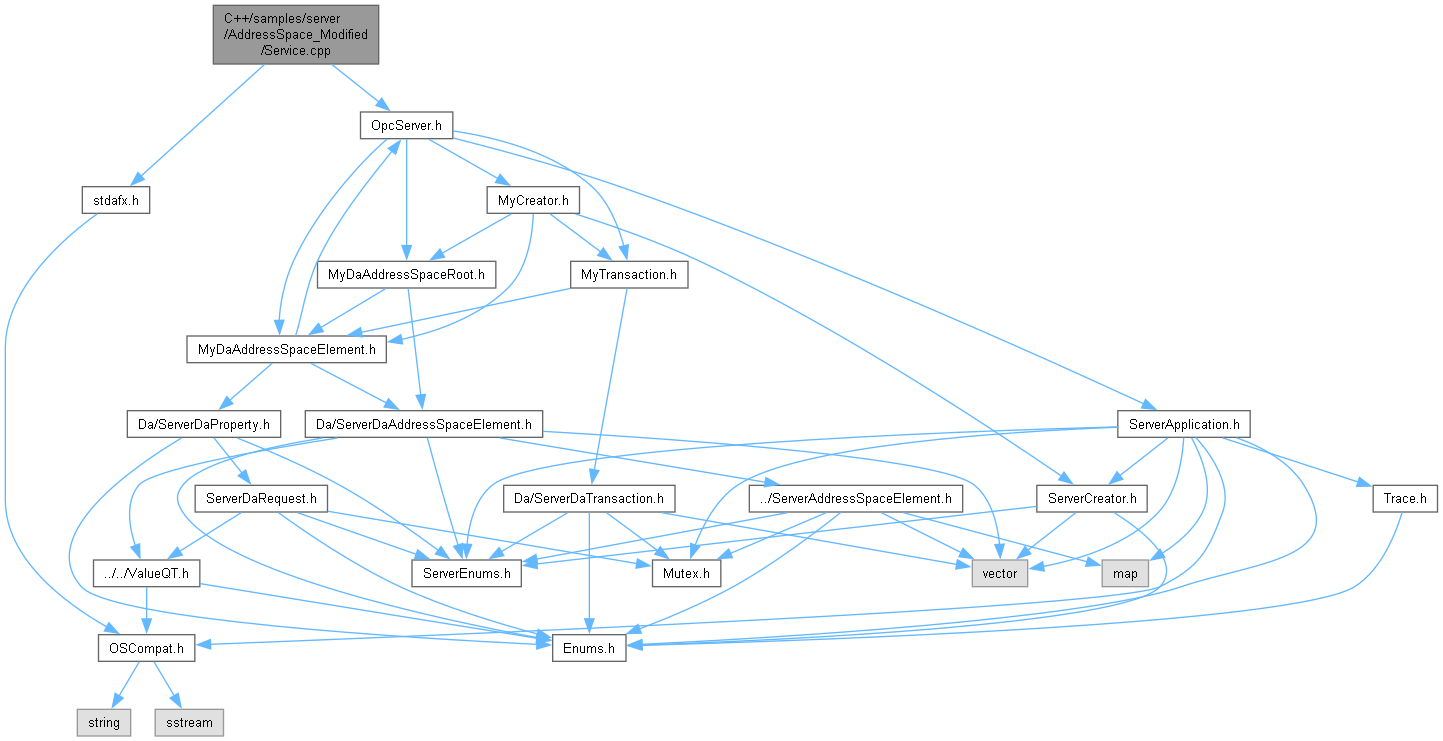 C++/samples/server
/AddressSpace_Modified
/Service.cpp
OpcServer.h
stdafx.h
MyCreator.h
MyDaAddressSpaceRoot.h
MyTransaction.h
MyDaAddressSpaceElement.h
Da/ServerDaProperty.h
Da/ServerDaAddressSpaceElement.h
ServerApplication.h
ServerDaRequest.h
Da/ServerDaTransaction.h
../ServerAddressSpaceElement.h
ServerCreator.h
Trace.h
../../ValueQT.h
ServerEnums.h
Mutex.h
vector
map
OSCompat.h
Enums.h
string
sstream